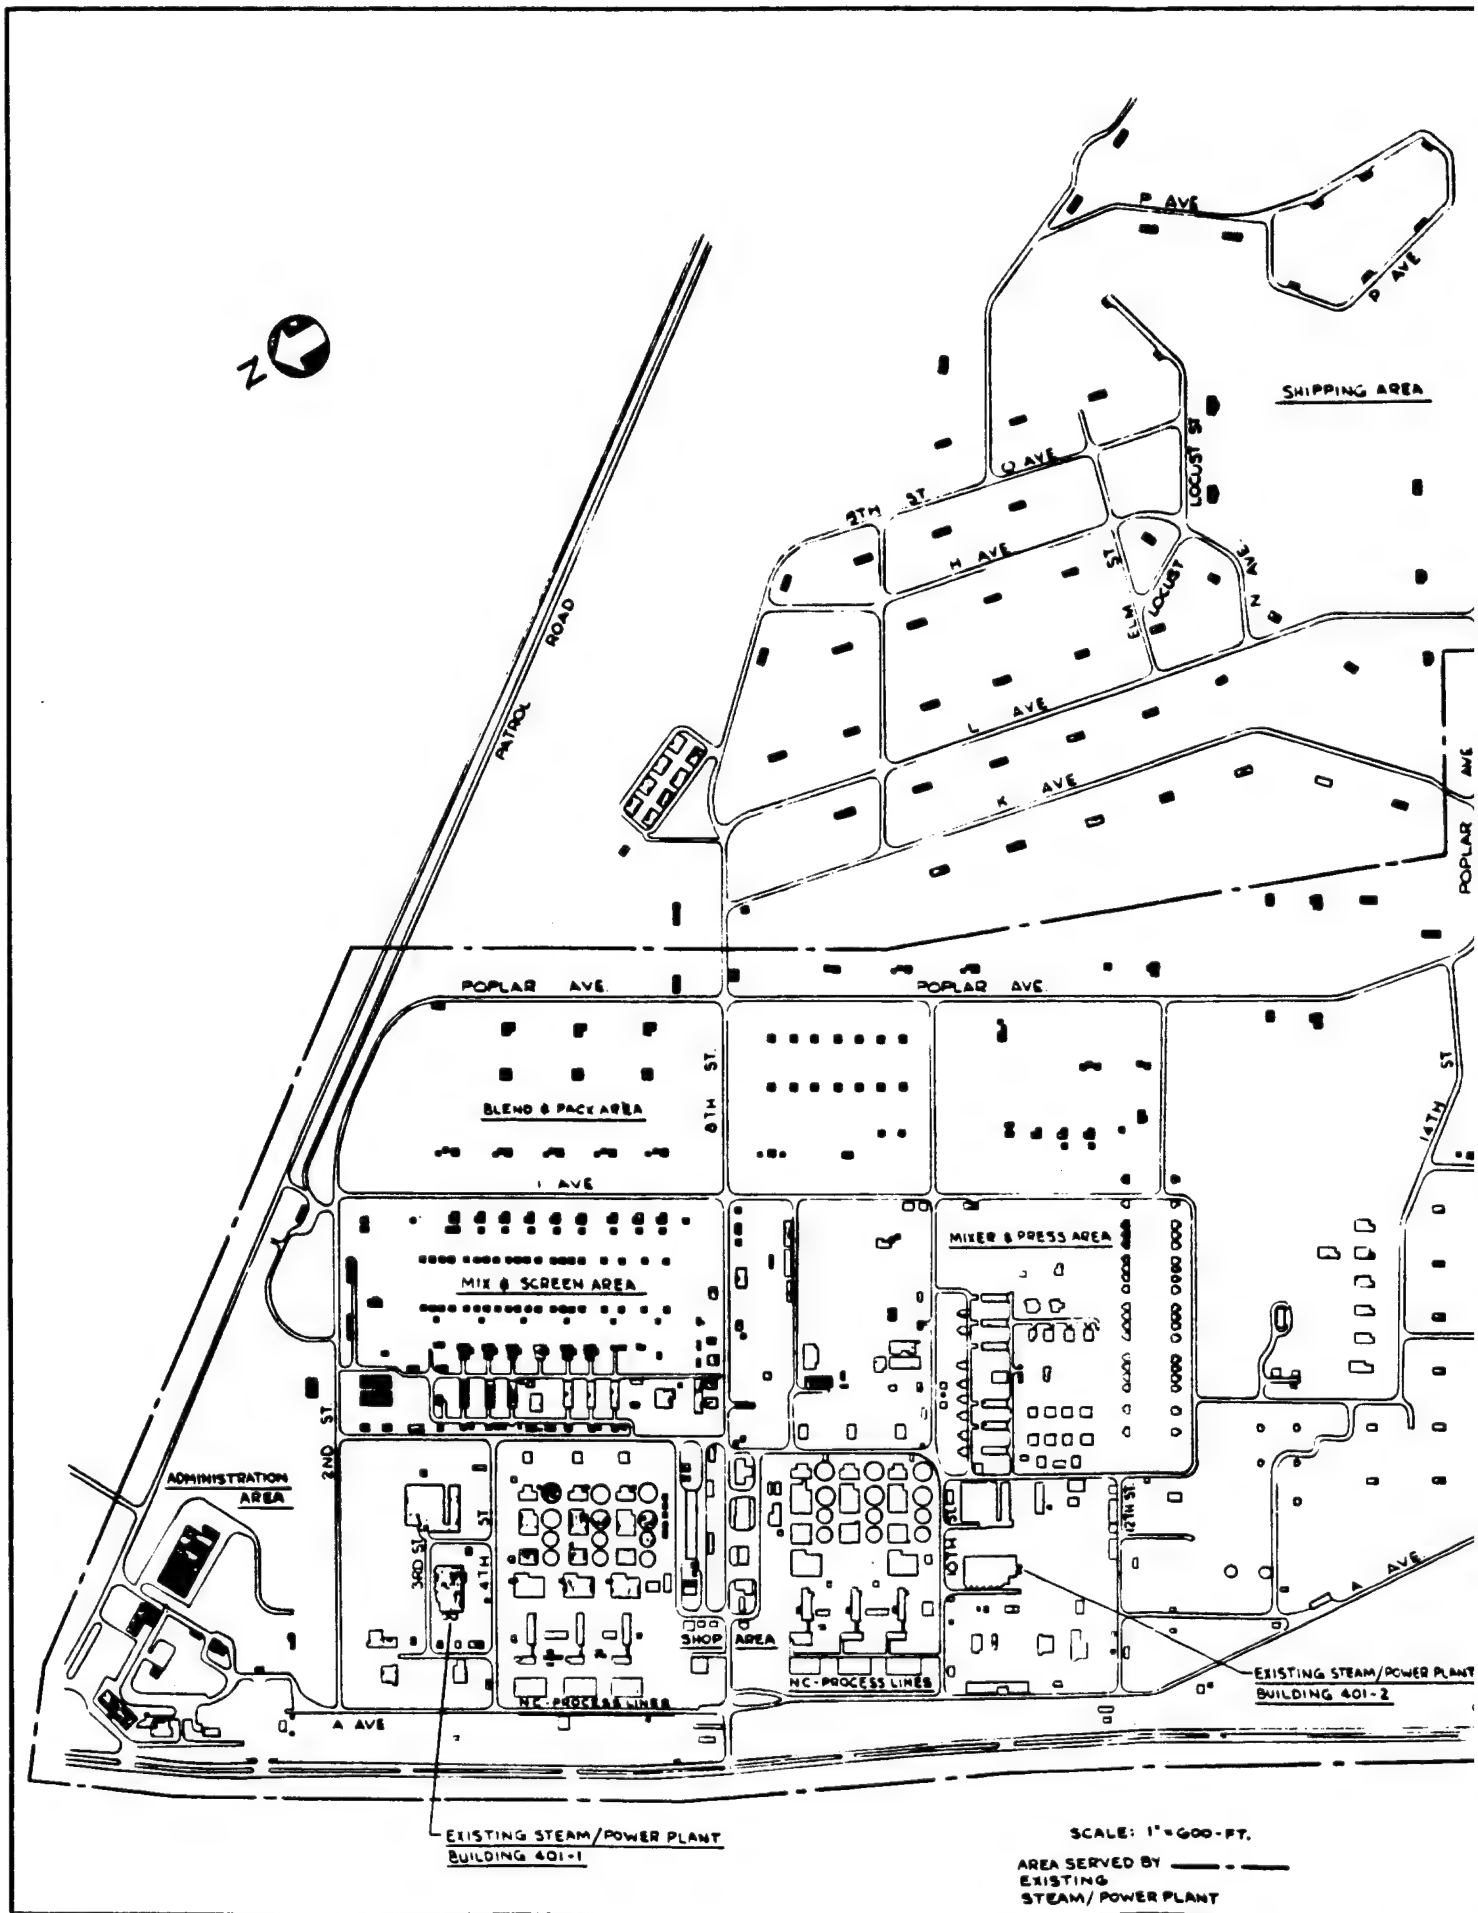 P AVE
P AVE
N
SHIPPING AREA
LOCUST ST
O AVE
9TH ST
H AVE
ELM ST
LOCUST
N AVE
PATROL ROAD
L AVE
K AVE
POPLAR AVE
POPLAR AVE.
POPLAR AVE.
8TH ST.
BLEND & PACK AREA
14TH ST
I AVE
MIXER & PRESS AREA
MIX & SCREEN AREA
2ND ST.
ADMINISTRATION
AREA
3RD ST.
4TH ST
10TH ST.
12TH ST.
A AVE.
SHOP AREA
NC-PROCESS LINES
NC-PROCESS LINES
A AVE
EXISTING STEAM/POWER PLANT
BUILDING 401-2
EXISTING STEAM/POWER PLANT
BUILDING 401-1
SCALE: 1"=600-FT.
AREA SERVED BY
EXISTING
STEAM/POWER PLANT